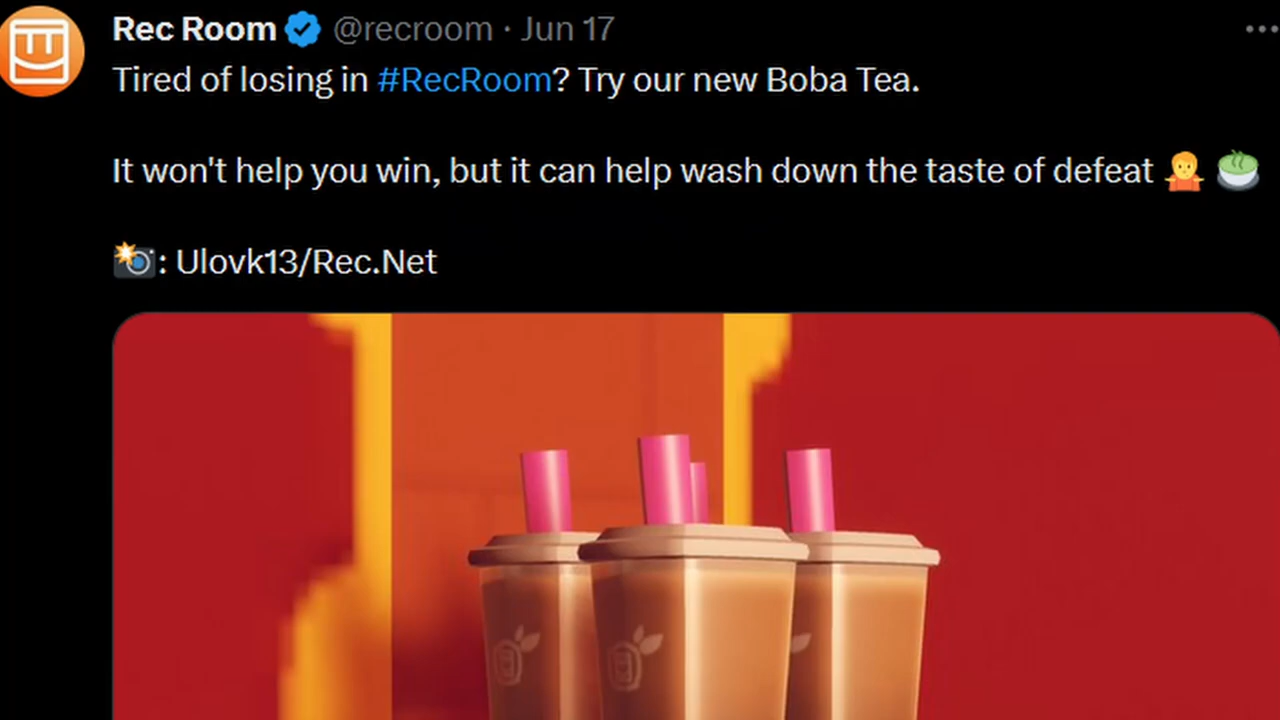 Rec Room @recroom · Jun 17
Tired of losing in #RecRoom? Try our new Boba Tea.
It won't help you win, but it can help wash down the taste of defeat 🤷 🍵
📸: Ulovk13/Rec.Net